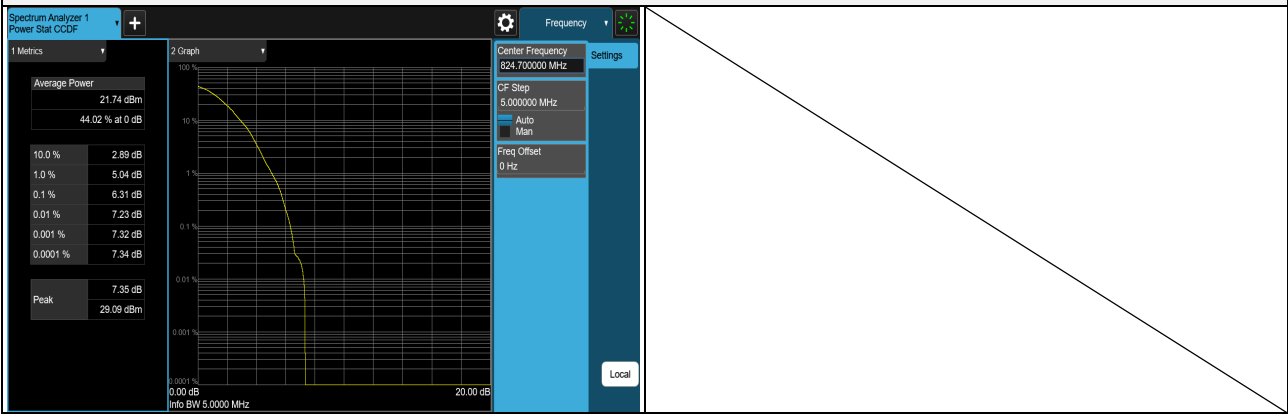 Spectrum Analyzer 1
Power Stat CCDF
+
Frequency
1 Metrics
2 Graph
Center Frequency
824.700000 MHz
Settings
CF Step
5.000000 MHz
Auto
Man
Freq Offset
0 Hz
Average Power
21.74 dBm
44.02 % at 0 dB
10.0 % 2.89 dB
1.0 % 5.04 dB
0.1 % 6.31 dB
0.01 % 7.23 dB
0.001 % 7.32 dB
0.0001 % 7.34 dB
Peak
7.35 dB
29.09 dBm
100 %
10 %
1 %
0.1 %
0.01 %
0.001 %
0.0001 %
0.00 dB 20.00 dB
Info BW 5.0000 MHz
Local